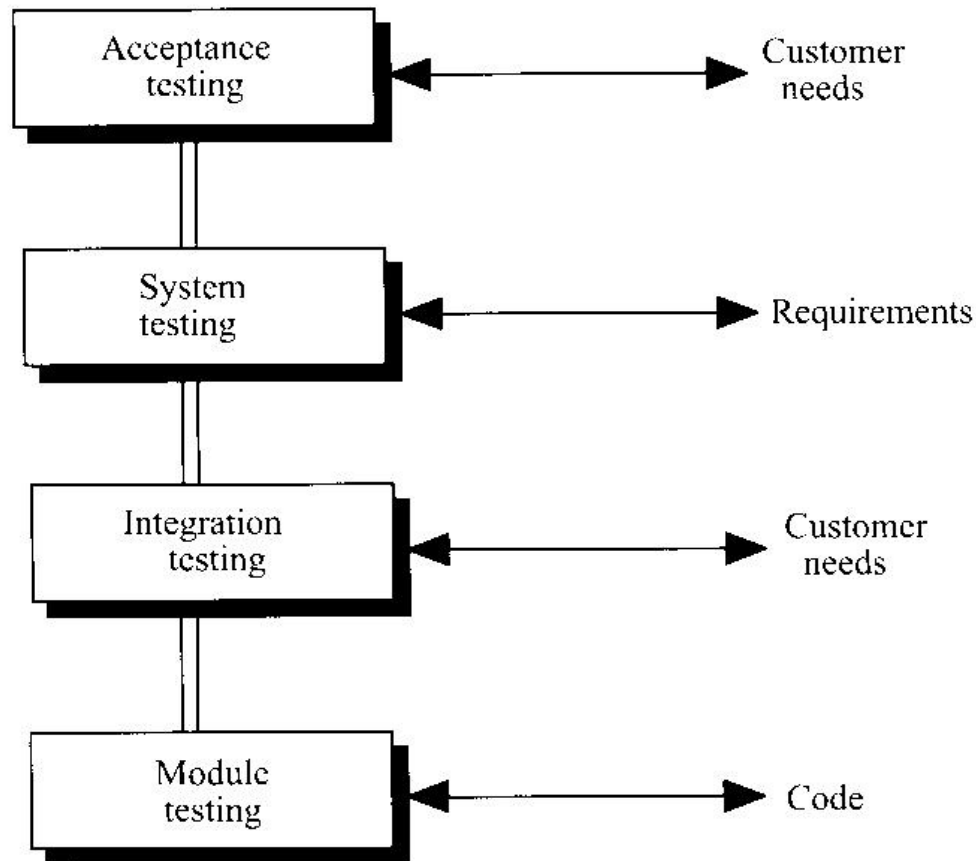 Acceptance
testing
Customer
needs
System
testing
Requirements
Integration
testing
Customer
needs
Module
testing
Code